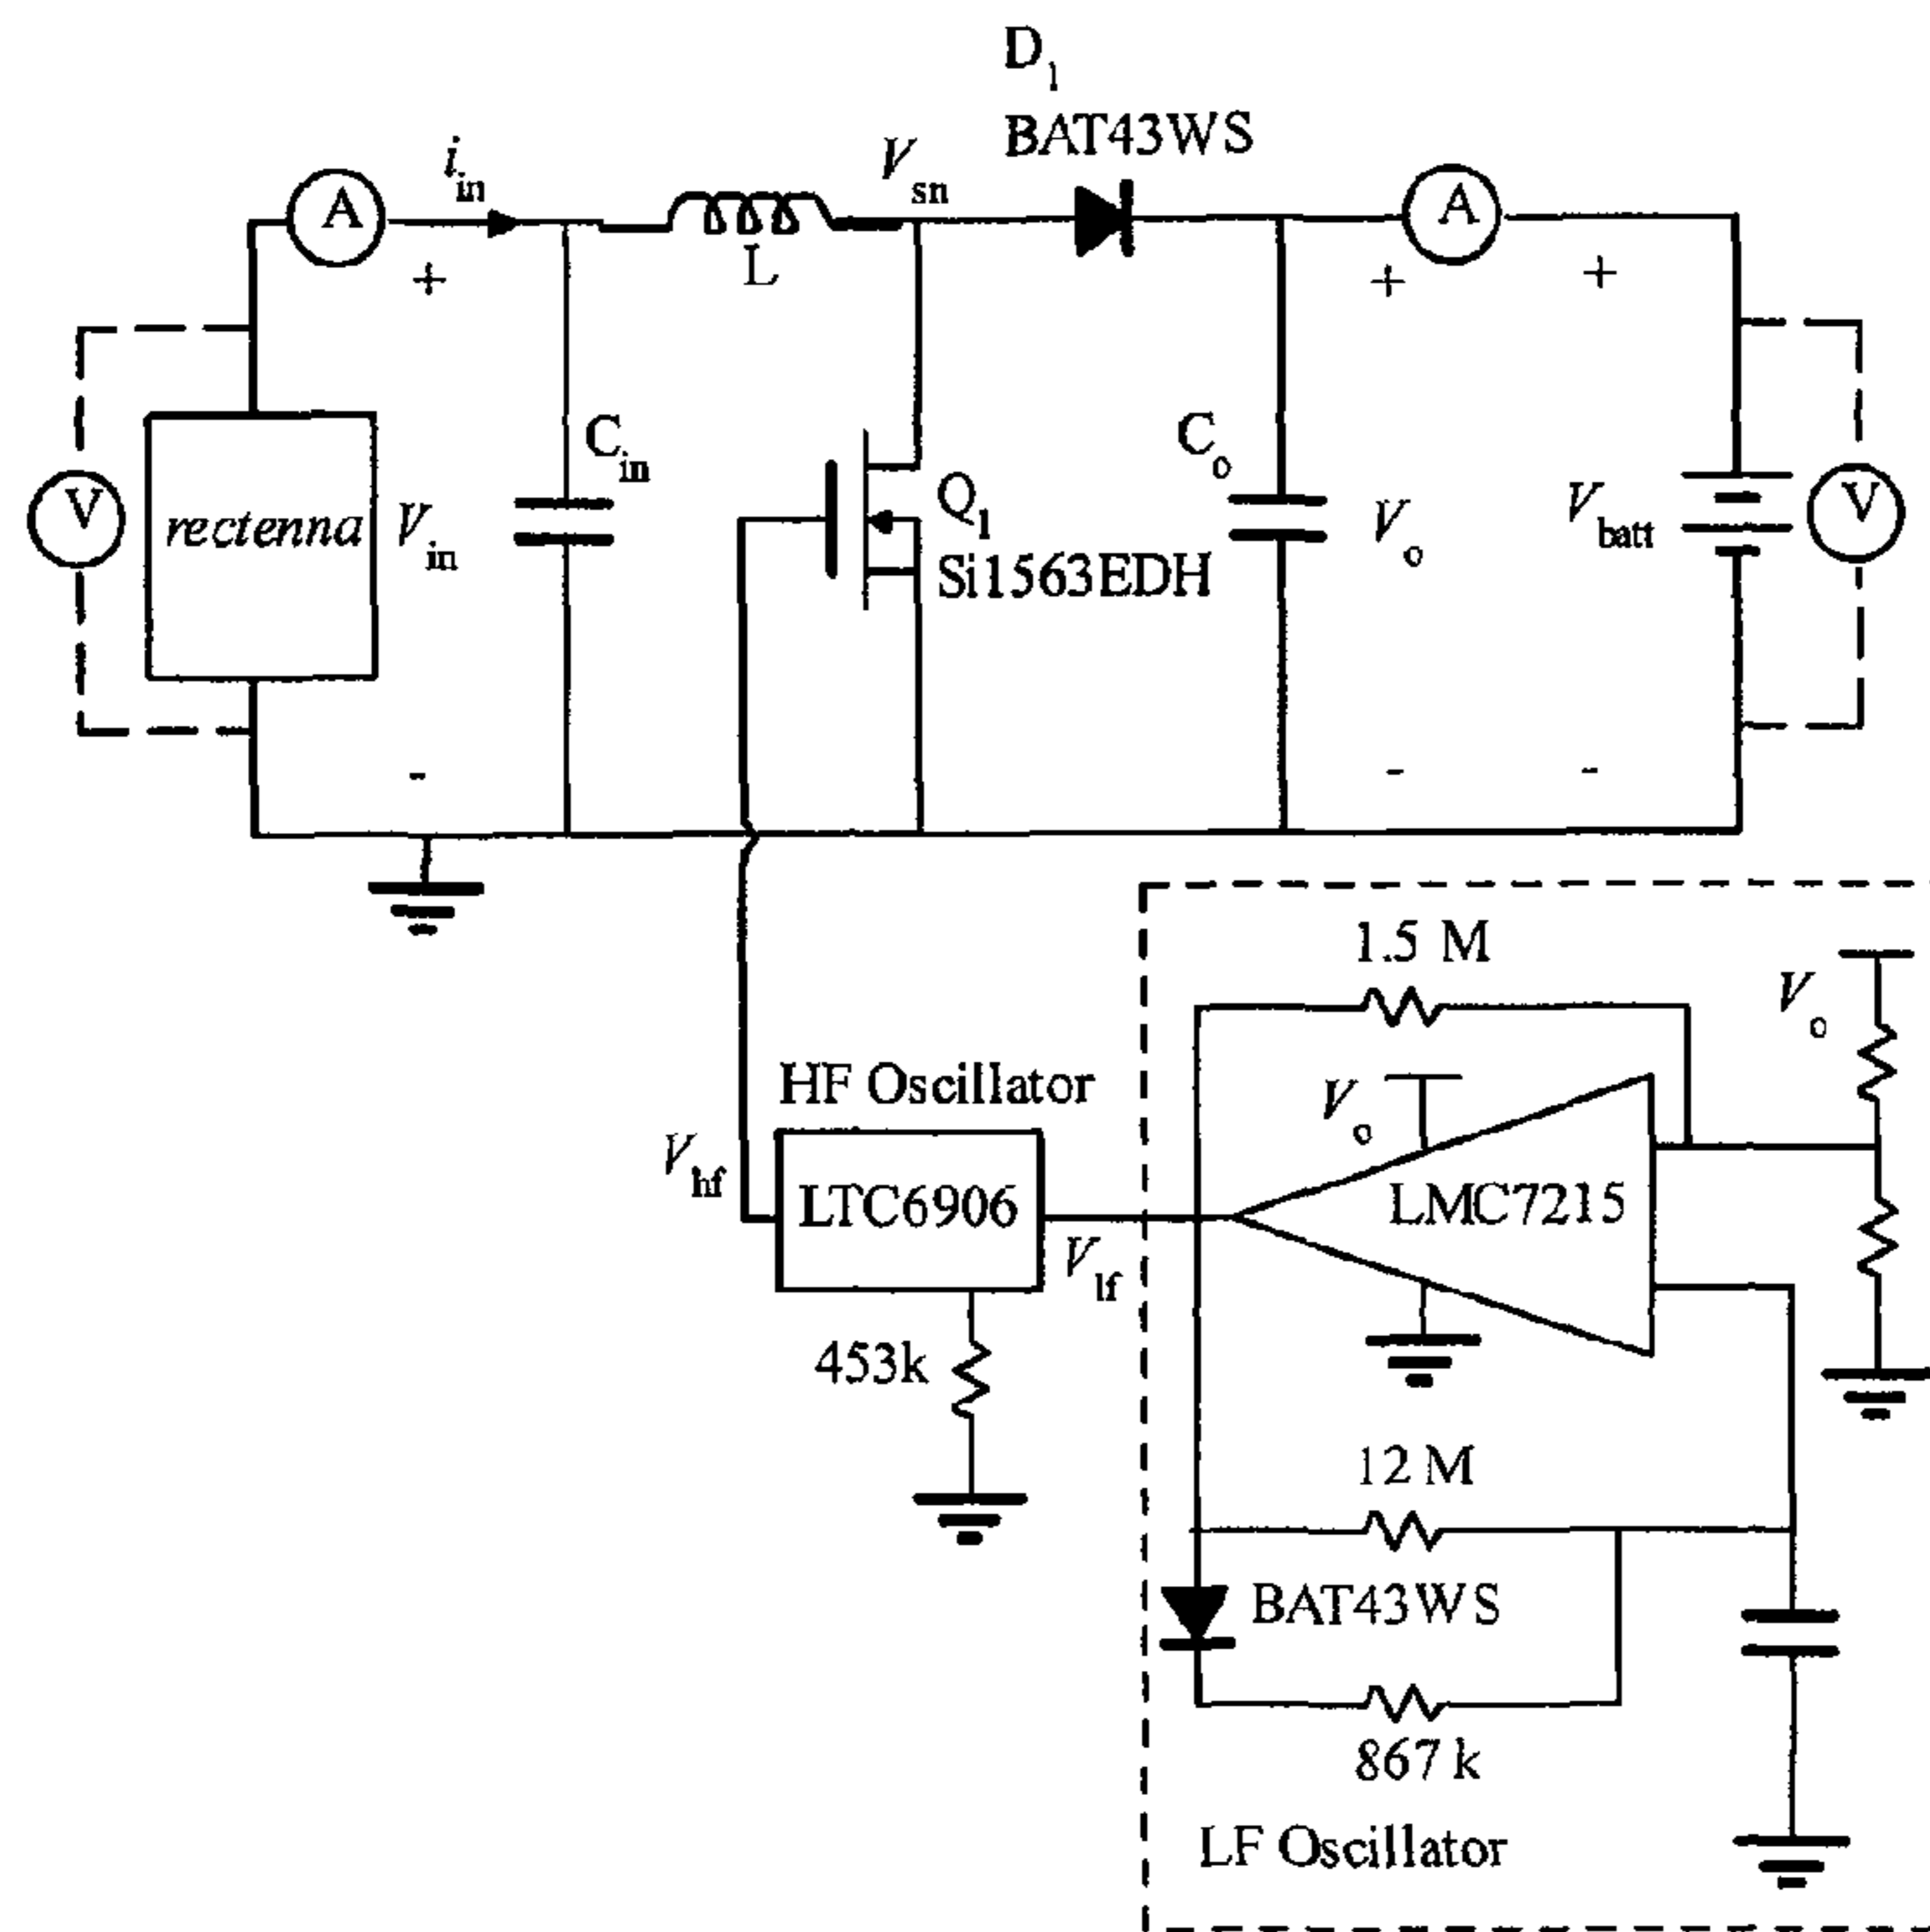 D1
BAT43WS
A
iin
Vsn
A
+
L
+
+
V
rectenna
Vin
Cin
Q1
Si1563EDH
Co
Vo
Vbatt
V
-
-
-
1.5 M
Vo
HF Oscillator
Vo
Vhf
LTC6906
Vlf
LMC7215
453k
12 M
BAT43WS
867 k
LF Oscillator